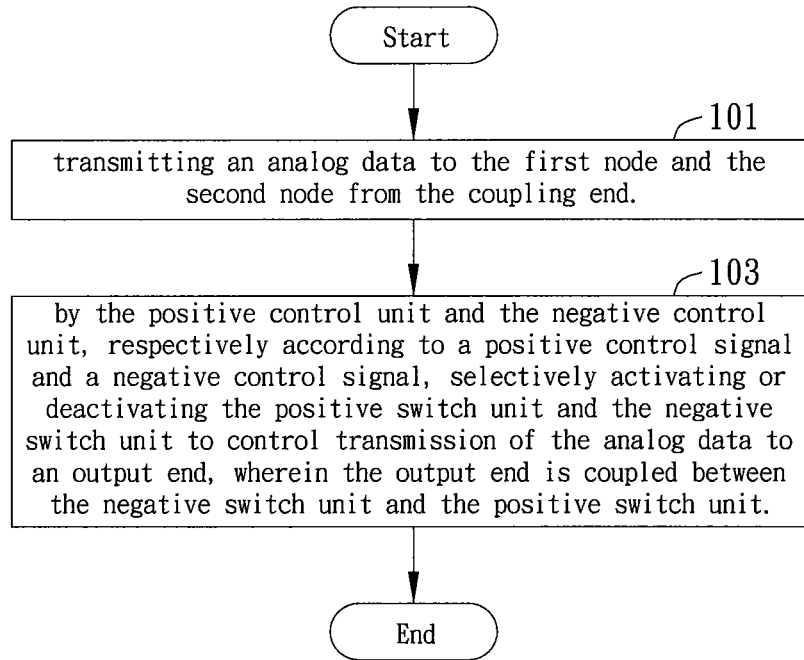 Start
101
transmitting an analog data to the first node and the
second node from the coupling end.
103
by the positive control unit and the negative control
unit, respectively according to a positive control signal
and a negative control signal, selectively activating or
deactivating the positive switch unit and the negative
switch unit to control transmission of the analog data to
an output end, wherein the output end is coupled between
the negative switch unit and the positive switch unit.
End